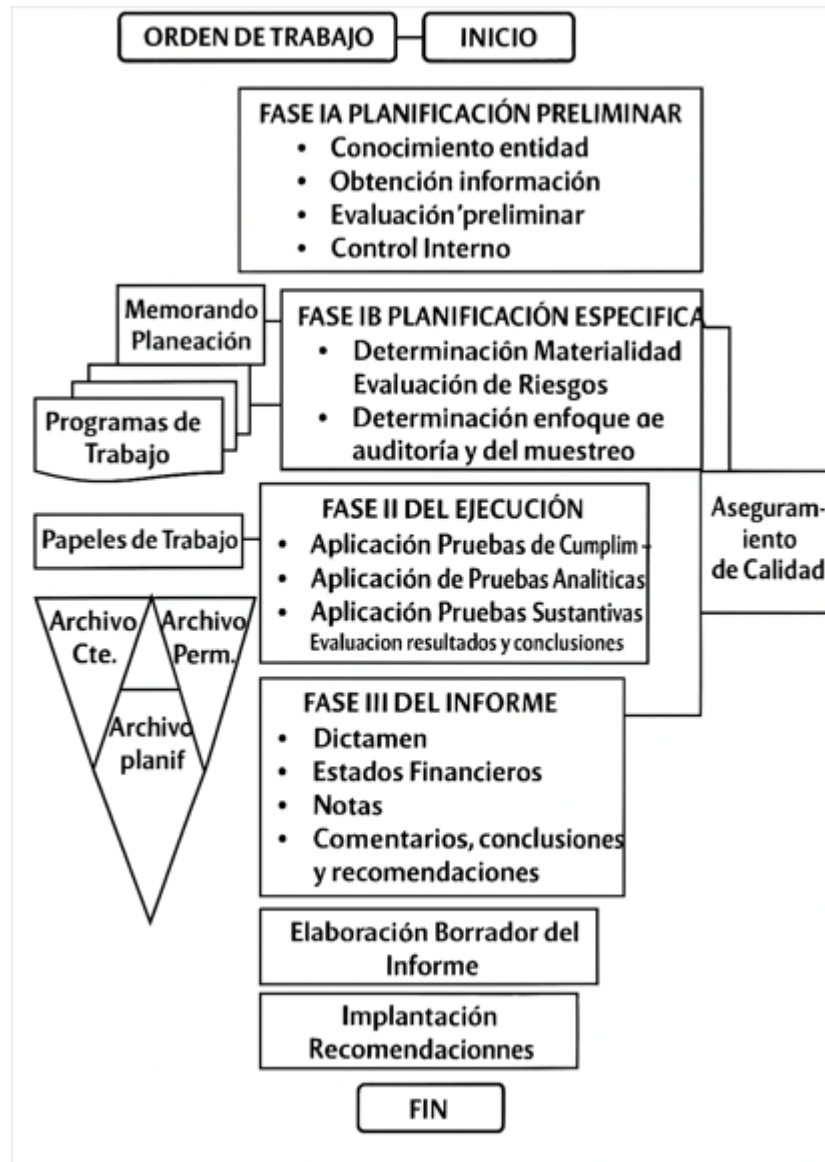 ORDEN DE TRABAJO
INICIO
FASE IA PLANIFICACIÓN PRELIMINAR
• Conocimiento entidad
• Obtención información
• Evaluación’preliminar
• Control Interno
Memorando
Planeación
Programas de
Trabajo
FASE IB PLANIFICACIÓN ESPECIFICA
• Determinación Materialidad
Evaluación de Riesgos
• Determinación enfoque de
auditoría y del muestreo
Aseguram-
iento
de Calidad
Papeles de Trabajo
FASE II DEL EJECUCIÓN
• Aplicación Pruebas de Cumplim -
• Aplicación de Pruebas Analíticas
• Aplicación Pruebas Sustantivas
Evaluacion resultados y conclusiones
Archivo
Cte.
Archivo
Perm.
Archivo
planif
FASE III DEL INFORME
• Dictamen
• Estados Financieros
• Notas
• Comentarios, conclusiones
y recomendaciones
Elaboración Borrador del
Informe
Implantación
Recomendacionnes
FIN